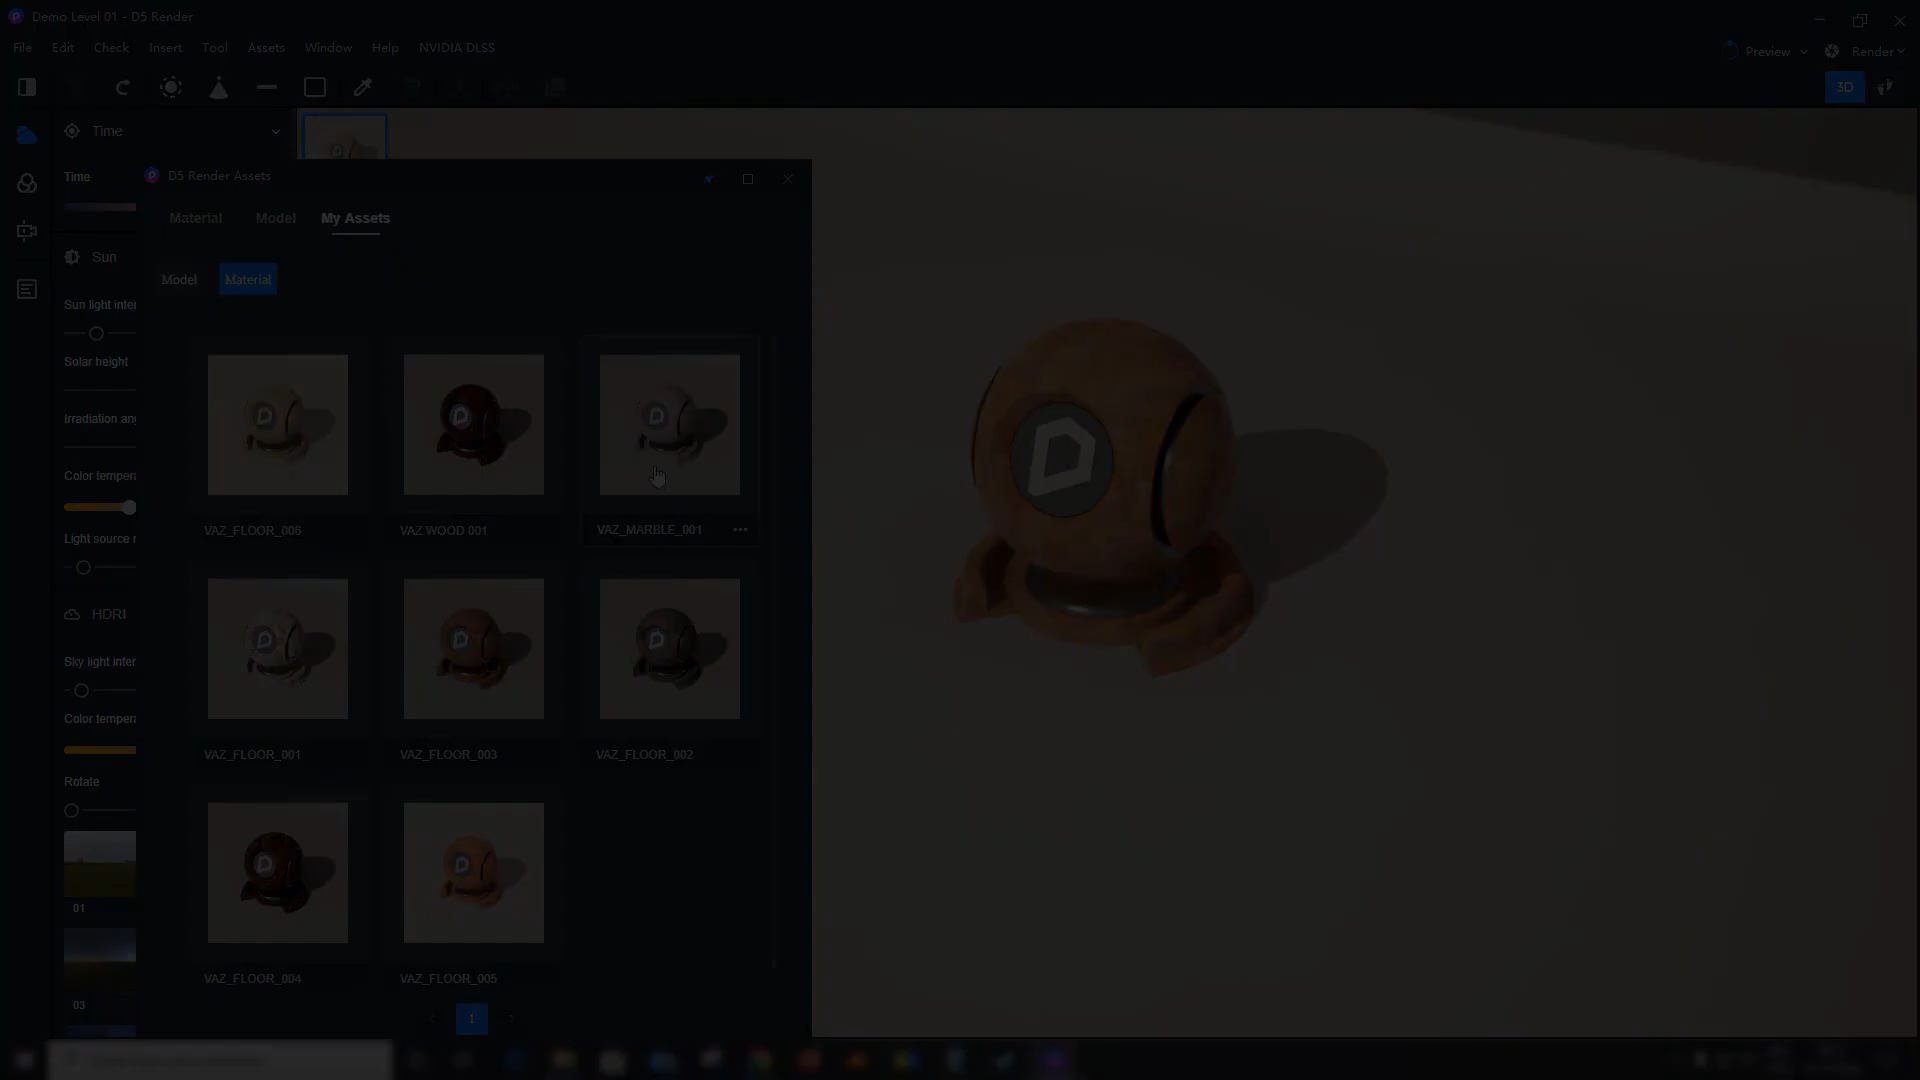 Demo Level 01 - D5 Render
File Edit Check Insert Tool Assets Window Help NVIDIA DLSS
Preview Render
3D
Time
Time
Sun
Sun light inter
Solar height
Irradiation ang
Color tempera
Light source r
HDRI
Sky light inter
Color tempera
Rotate
01
03
D5 Render Assets
Material Model My Assets
Model Material
VAZ_FLOOR_006 VAZ WOOD 001 VAZ_MARBLE_001
VAZ_FLOOR_001 VAZ_FLOOR_003 VAZ_FLOOR_002
VAZ_FLOOR_004 VAZ_FLOOR_005
1